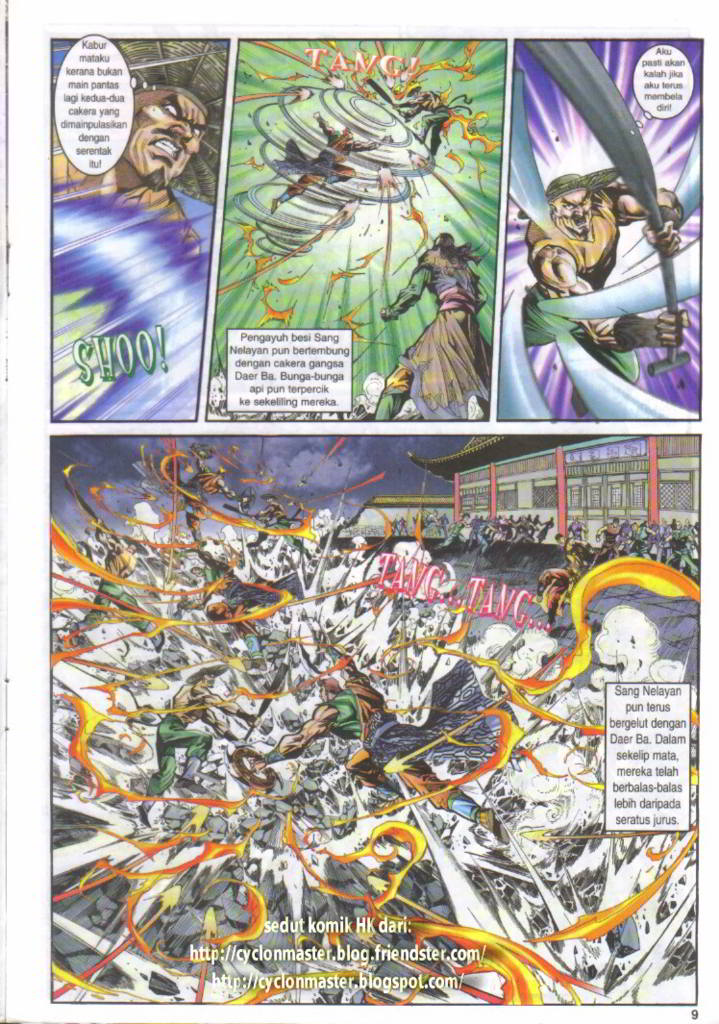 Kabur
mataku
kerana bukan
main pantas
lagi kedua-dua
cakera yang
dimainpulasikan
dengan
serentak
itu!
SHOO!
TANG!
Pengayuh besi Sang
Nelayan pun bertembung
dengan cakera gangsa
Daer Ba. Bunga-bunga
api pun terpercik
ke sekeliling mereka.
Aku
pasti akan
kalah jika
aku terus
membela
diri!
TANG... TANG...
Sang Nelayan
pun terus
bergelut dengan
Daer Ba. Dalam
sekelip mata,
mereka telah
berbalas-balas
lebih daripada
seratus jurus.
sedut komik HK dari:
http://cyclonmaster.blog.friendster.com/
http://cyclonmaster.blogspot.com/
9